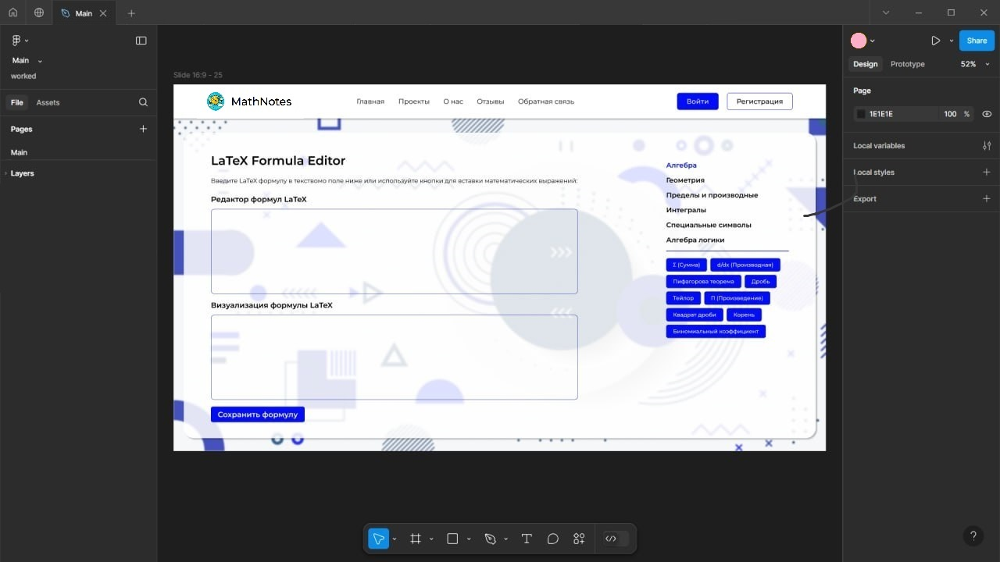 Main
Main
worked
File
Assets
Pages
Main
Layers
Slide 16:9 - 25
MathNotes
Главная
Проекты
О нас
Отзывы
Обратная связь
Войти
Регистрация
LaTeX Formula Editor
Введите LaTeX формулу в текствомо поле ниже или используйте кнопки для вставки математических выражений:
Редактор формул LaTeX
Визуализация формулы LaTeX
Сохранить формулу
Алгебра
Геометрия
Пределы и производные
Интегралы
Специальные символы
Алгебра логики
Σ (Сумма)
d/dx (Производная)
Пифагорова теорема
Дробь
Тейлор
Π (Произведение)
Квадрат дроби
Корень
Биномиальный коэффициент
Share
Design
Prototype
52%
Page
1E1E1E
100
%
Local variables
Local styles
Export